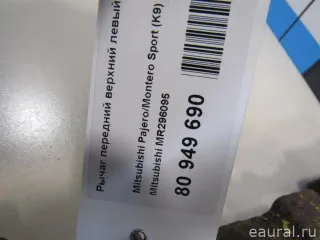 Рычаг передний верхний левый
Mitsubishi Pajero/Montero Sport (K9)
Mitsubishi MR296095
80 949 690
eaural.ru